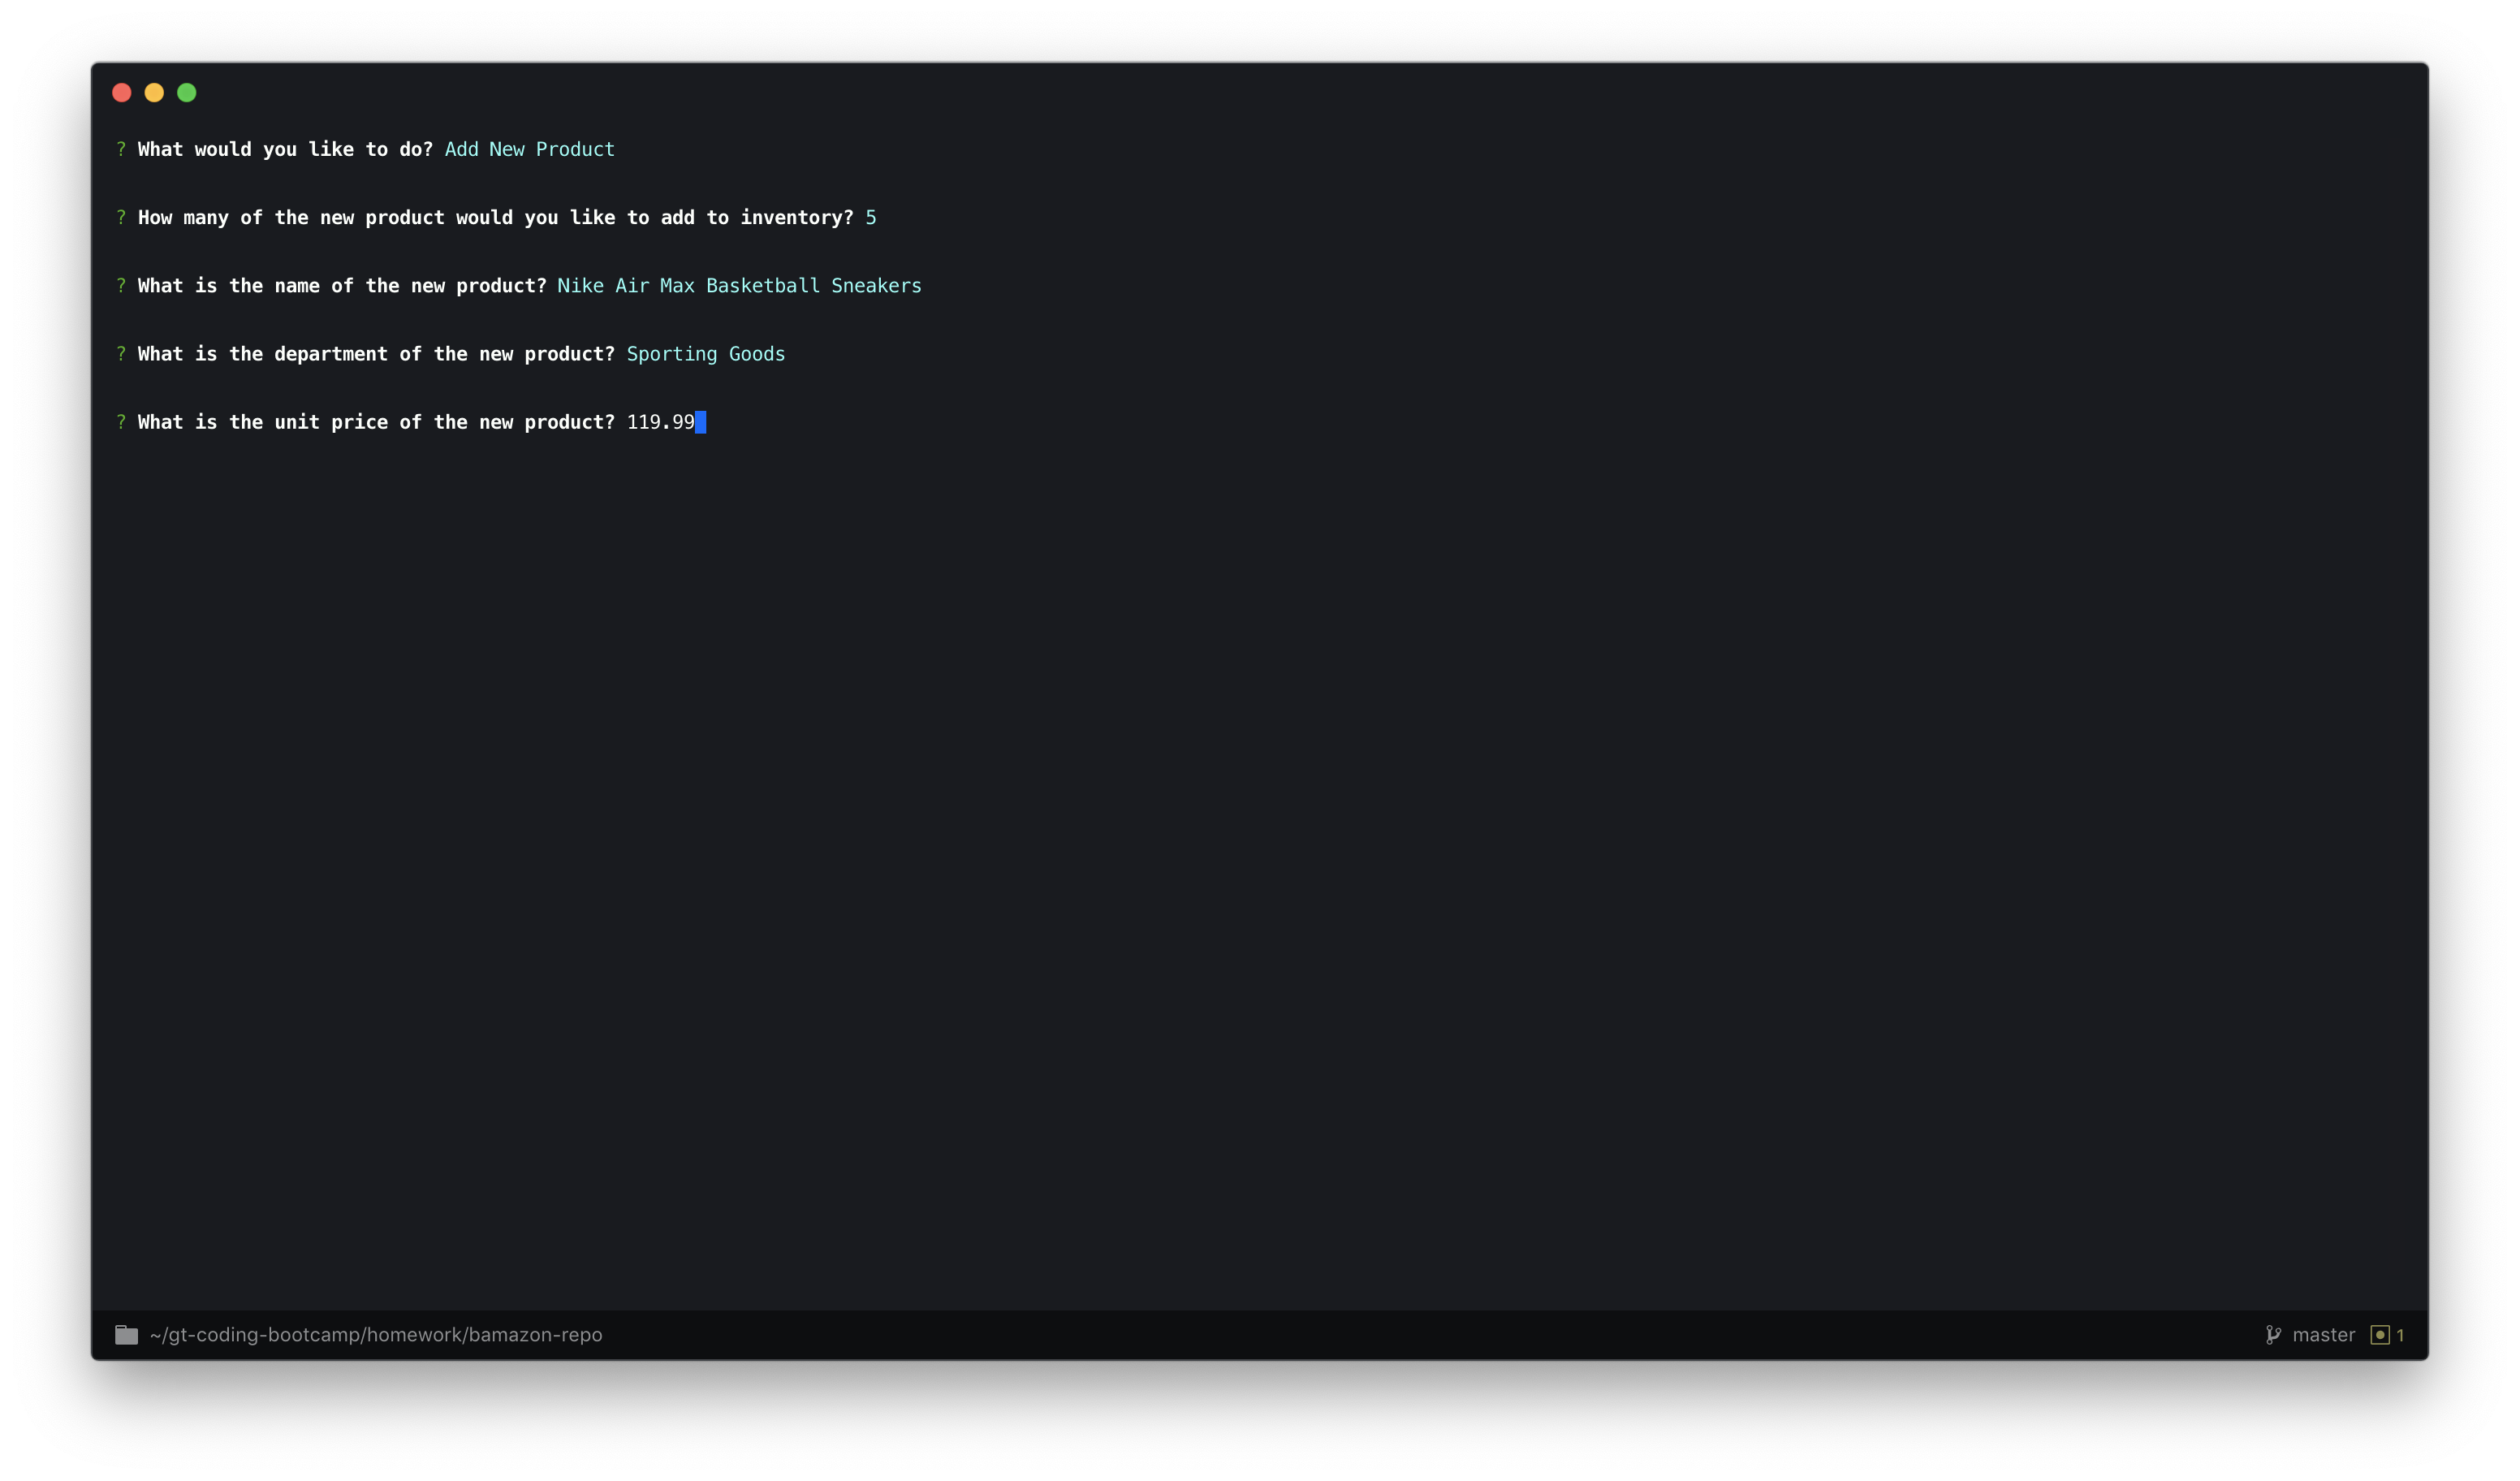 ? What would you like to do? Add New Product
? How many of the new product would you like to add to inventory? 5
? What is the name of the new product? Nike Air Max Basketball Sneakers
? What is the department of the new product? Sporting Goods
? What is the unit price of the new product? 119.99
~/gt-coding-bootcamp/homework/bamazon-repo
master 1